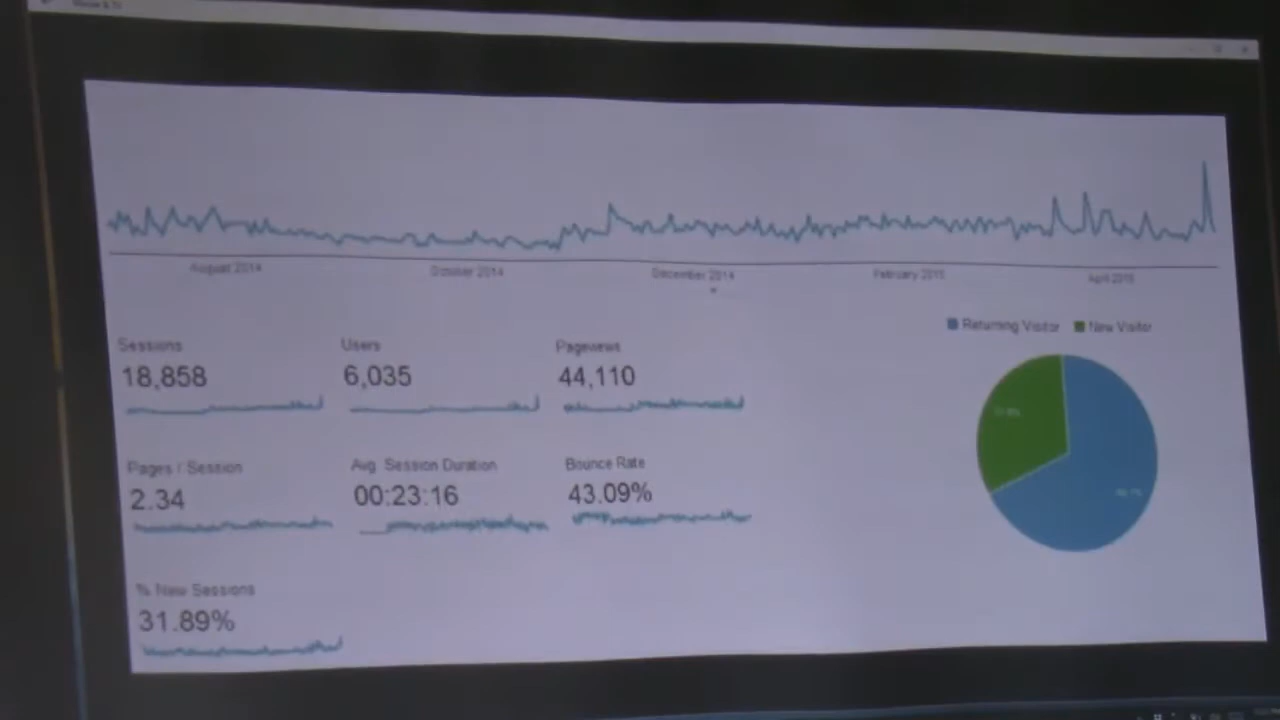 August 2014
October 2014
December 2014
February 2015
April 2015
Returning Visitor
New Visitor
Sessions
Users
Pageviews
18,858
6,035
44,110
Pages / Session
Avg. Session Duration
Bounce Rate
2.34
00:23:16
43.09%
% New Sessions
31.89%